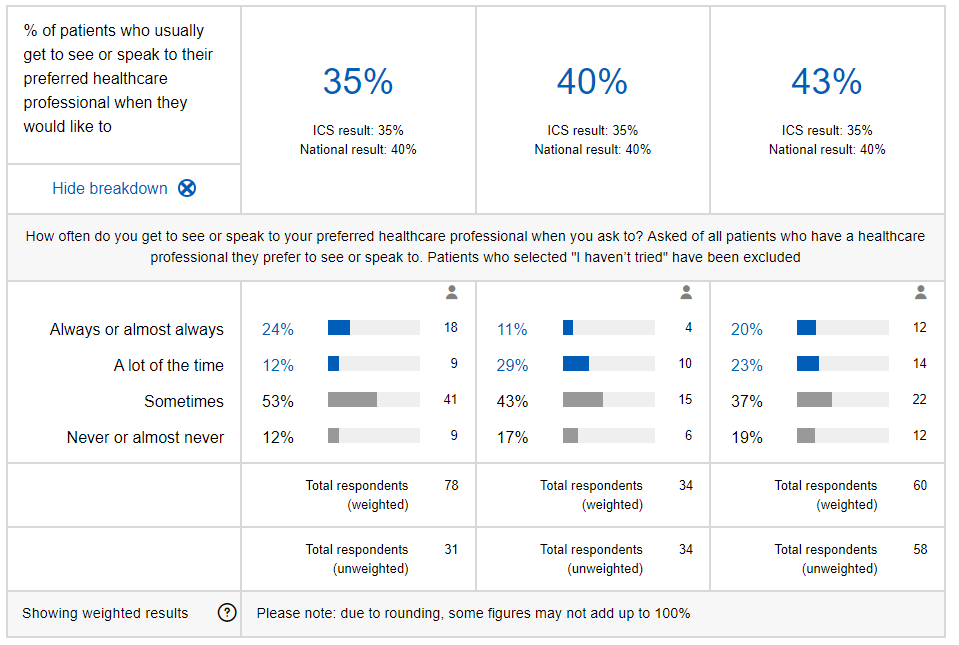 % of patients who usually
get to see or speak to their
preferred healthcare
professional when they
would like to
35%
ICS result: 35%
National result: 40%
40%
ICS result: 35%
National result: 40%
43%
ICS result: 35%
National result: 40%
Hide breakdown
How often do you get to see or speak to your preferred healthcare professional when you ask to? Asked of all patients who have a healthcare
professional they prefer to see or speak to. Patients who selected "I haven't tried" have been excluded
Always or almost always 24% 18 11% 4 20% 12
A lot of the time 12% 9 29% 10 23% 14
Sometimes 53% 41 43% 15 37% 22
Never or almost never 12% 9 17% 6 19% 12
Total respondents 78 Total respondents 34 Total respondents 60
(weighted) (weighted) (weighted)
Total respondents 31 Total respondents 34 Total respondents 58
(unweighted) (unweighted) (unweighted)
Showing weighted results ? Please note: due to rounding, some figures may not add up to 100%